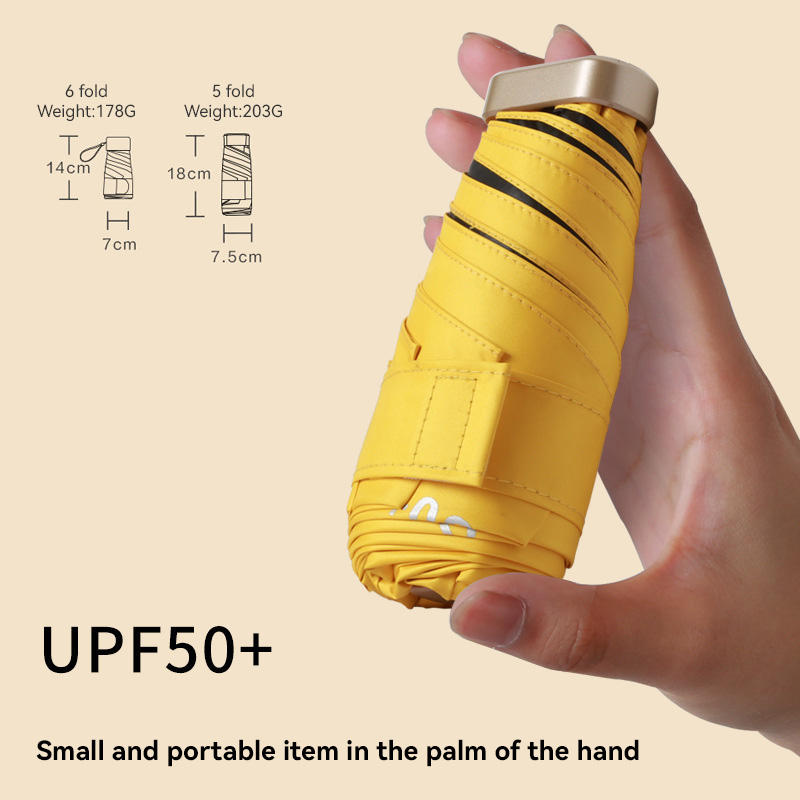 6 fold
Weight:178G
14cm
7cm
5 fold
Weight:203G
18cm
7.5cm
UPF50+
Small and portable item in the palm of the hand